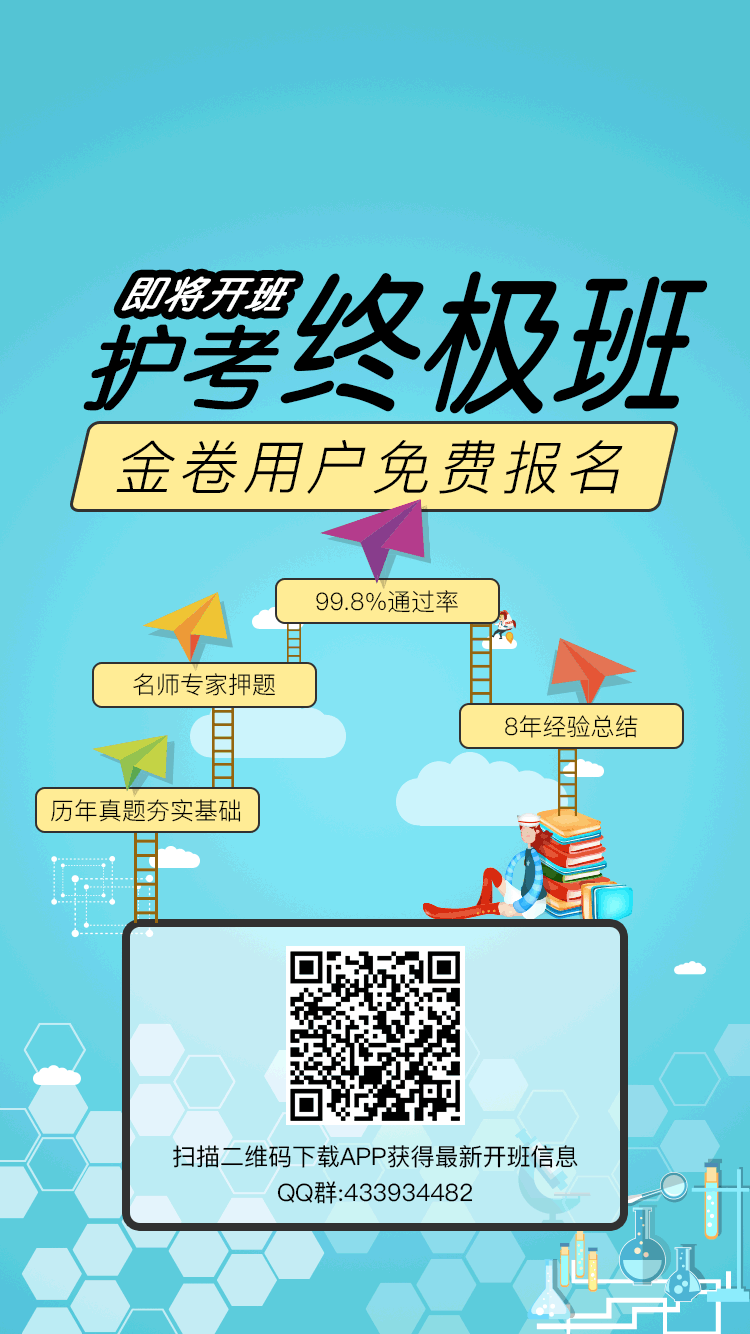 即将开班
护考终极班
金卷用户免费报名
99.8%通过率
名师专家押题
8年经验总结
历年真题夯实基础
扫描二维码下载APP获得最新开班信息
QQ群:433934482